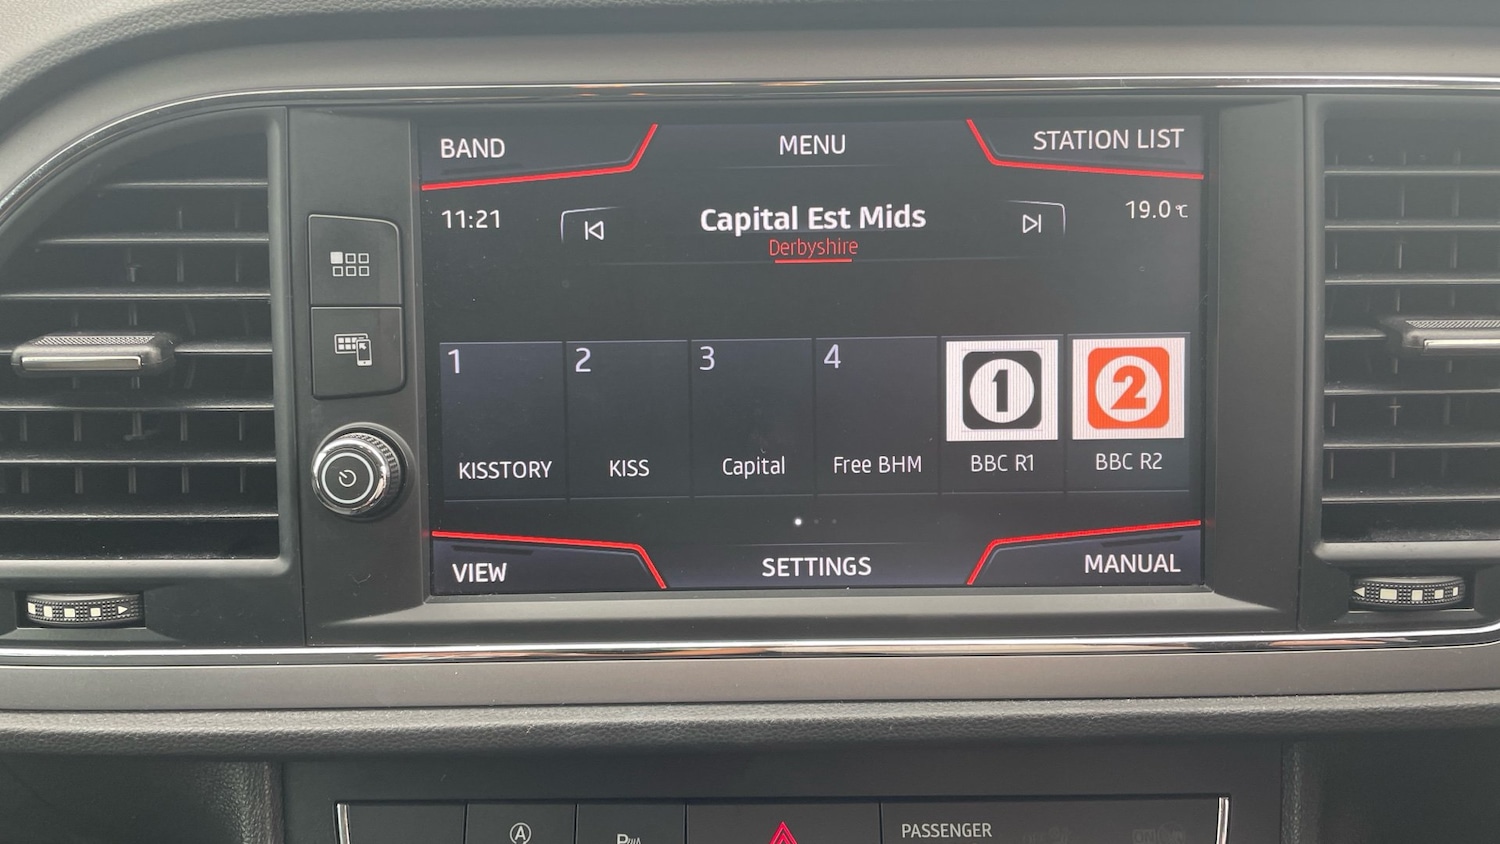 BAND
MENU
STATION LIST
11:21
Capital Est Mids
19.0℃
Derbyshire
1
2
3
4
1
2
KISSTORY
KISS
Capital
Free BHM
BBC R1
BBC R2
VIEW
SETTINGS
MANUAL
A
P
PASSENGER